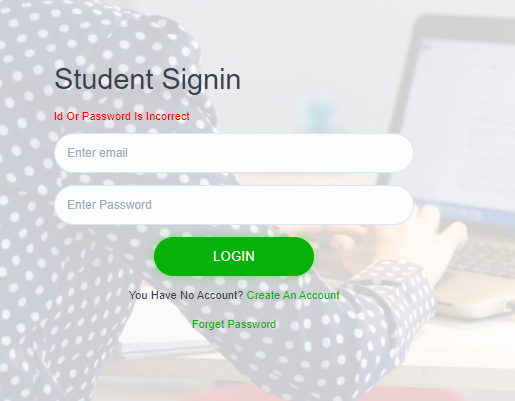 Student Signin
Id Or Password Is Incorrect
Enter email
Enter Password
LOGIN
You Have No Account? Create An Account
Forget Password